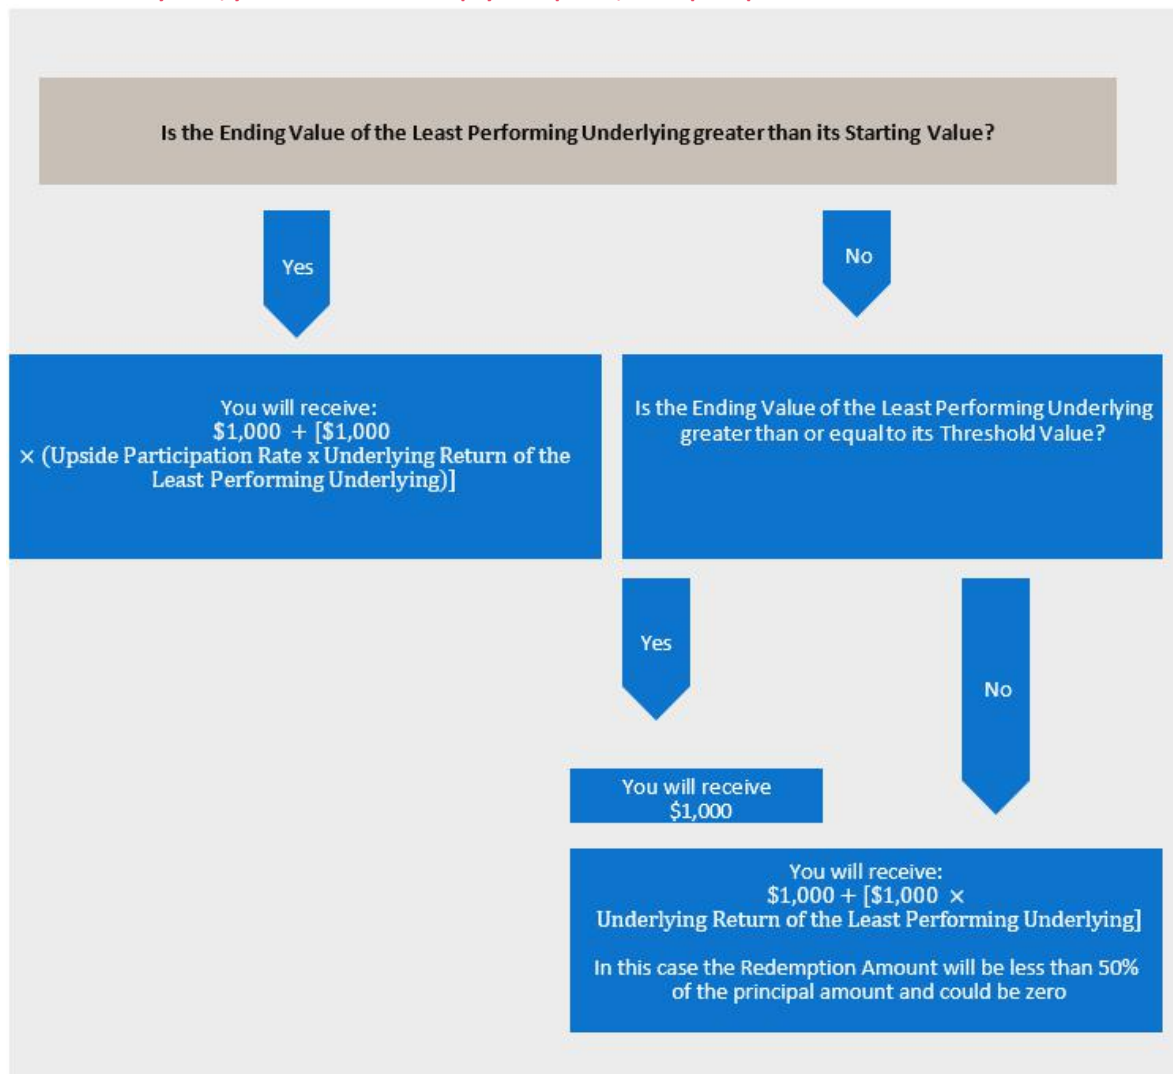 Is the Ending Value of the Least Performing Underlying greater than its Starting Value?
Yes
No
You will receive:
$1,000 + [$1,000
× (Upside Participation Rate x Underlying Return of the
Least Performing Underlying)]
Is the Ending Value of the Least Performing Underlying
greater than or equal to its Threshold Value?
Yes
No
You will receive
$1,000
You will receive:
$1,000 + [$1,000 ×
Underlying Return of the Least Performing Underlying]
In this case the Redemption Amount will be less than 50%
of the principal amount and could be zero